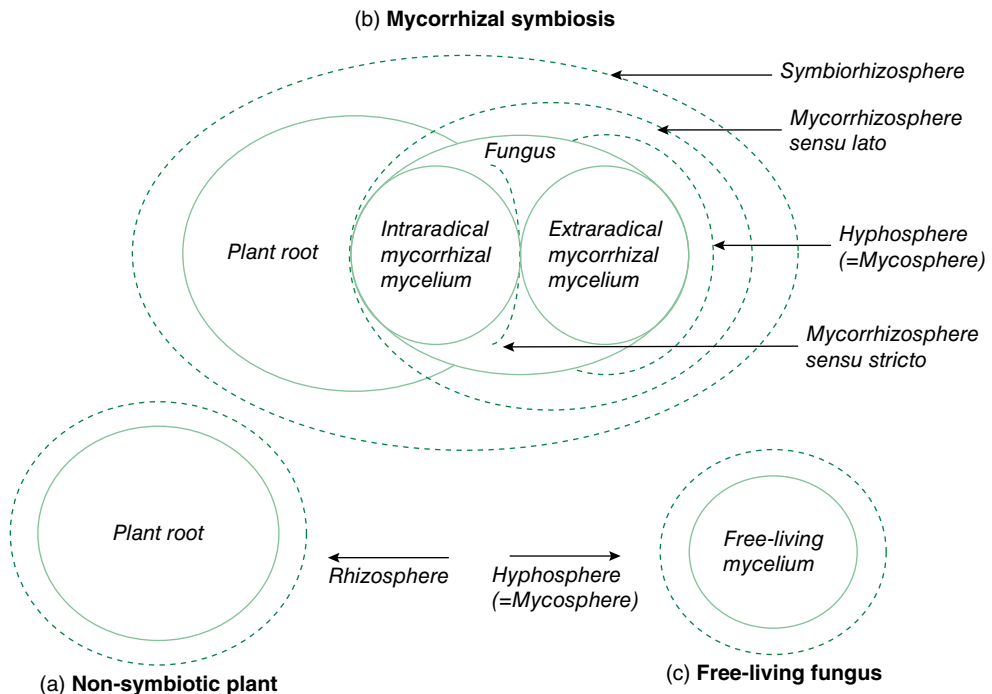 (b) Mycorrhizal symbiosis
Symbiorhizosphere
Mycorrhizosphere
sensu lato
Fungus
Plant root
Intraradical
mycorrhizal
mycelium
Extraradical
mycorrhizal
mycelium
Hyphosphere
(=Mycosphere)
Mycorrhizosphere
sensu stricto
Plant root
Rhizosphere
Hyphosphere
(=Mycosphere)
Free-living
mycelium
(a) Non-symbiotic plant
(c) Free-living fungus